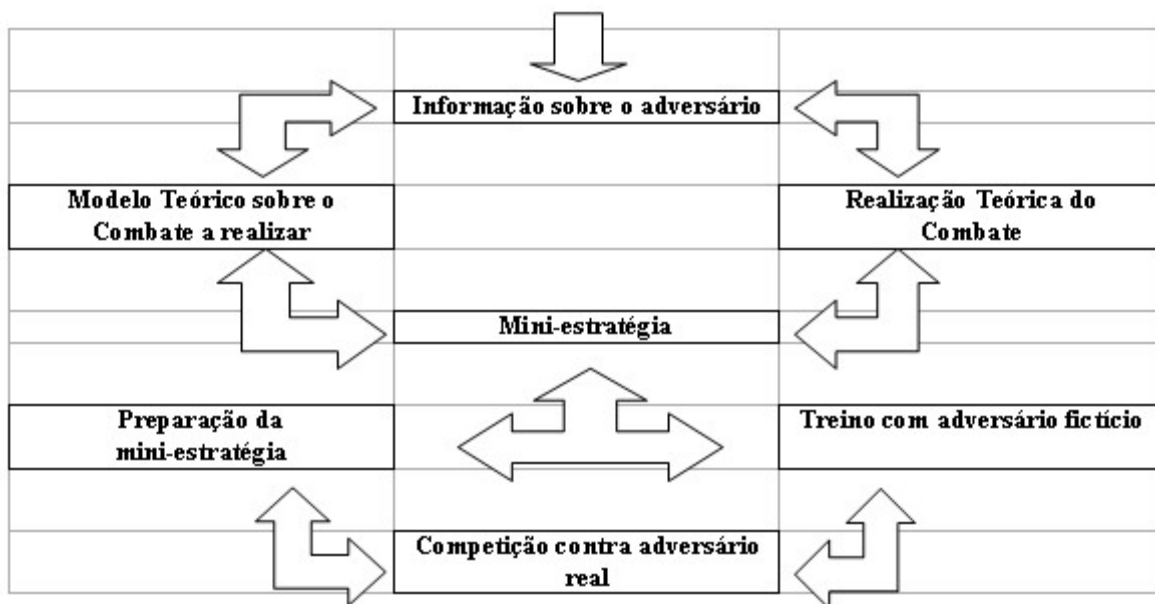 Informação sobre o adversário
Modelo Teórico sobre o
Combate a realizar
Realização Teórica do
Combate
Mini-estratégia
Preparação da
mini-estratégia
Treino com adversário fictício
Competição contra adversário
real